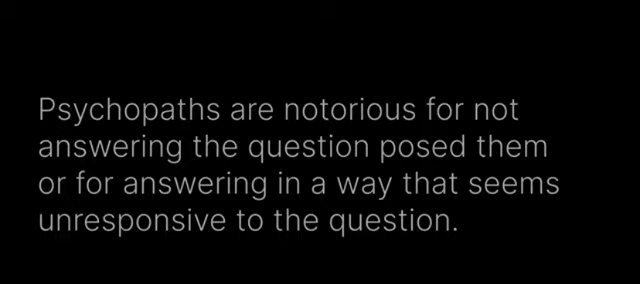 Psychopaths are notorious for not
answering the question posed them
or for answering in a way that seems
unresponsive to the question.